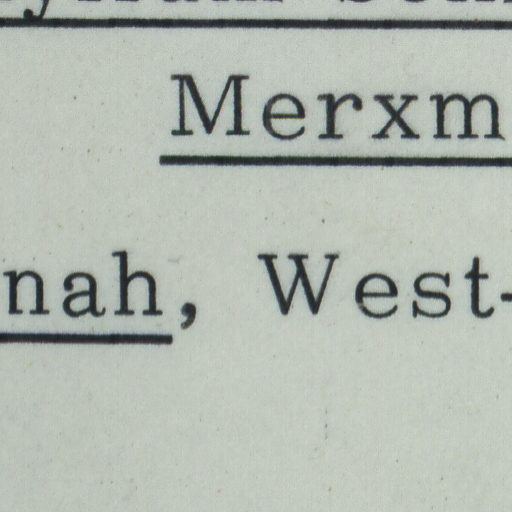 Merxm
nah, West-